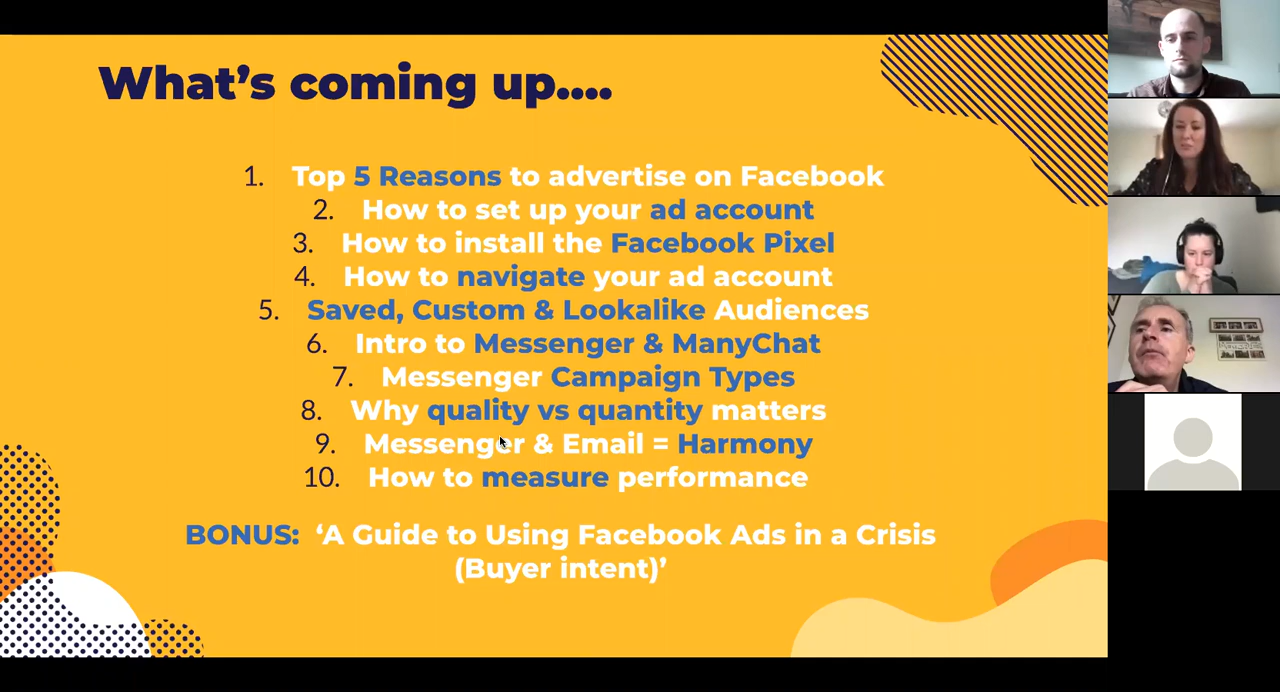 What’s coming up....
1. Top 5 Reasons to advertise on Facebook
2. How to set up your ad account
3. How to install the Facebook Pixel
4. How to navigate your ad account
5. Saved, Custom & Lookalike Audiences
6. Intro to Messenger & ManyChat
7. Messenger Campaign Types
8. Why quality vs quantity matters
9. Messenger & Email = Harmony
10. How to measure performance
BONUS: ‘A Guide to Using Facebook Ads in a Crisis
(Buyer intent)’